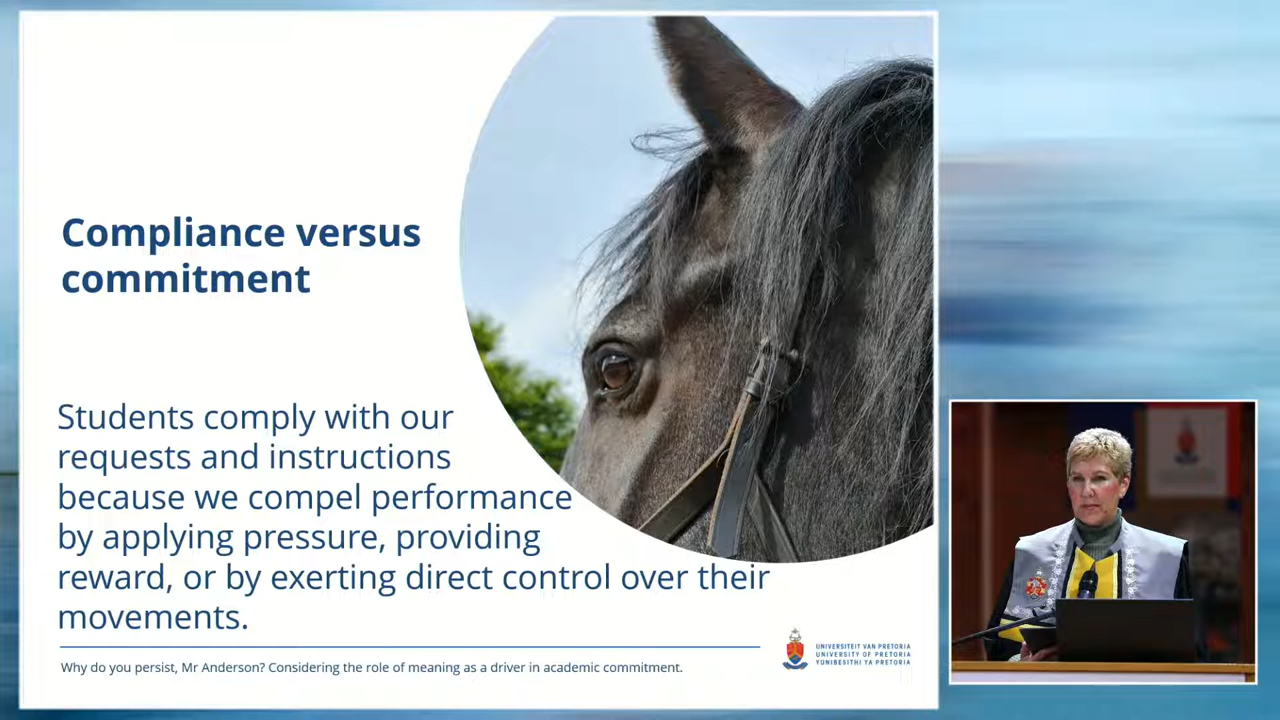 Compliance versus
commitment
Students comply with our
requests and instructions
because we compel performance
by applying pressure, providing
reward, or by exerting direct control over their
movements.
Why do you persist, Mr Anderson? Considering the role of meaning as a driver in academic commitment.
UNIVERSITEIT VAN PRETORIA
UNIVERSITY OF PRETORIA
YUNIBESITHI YA PRETORIA